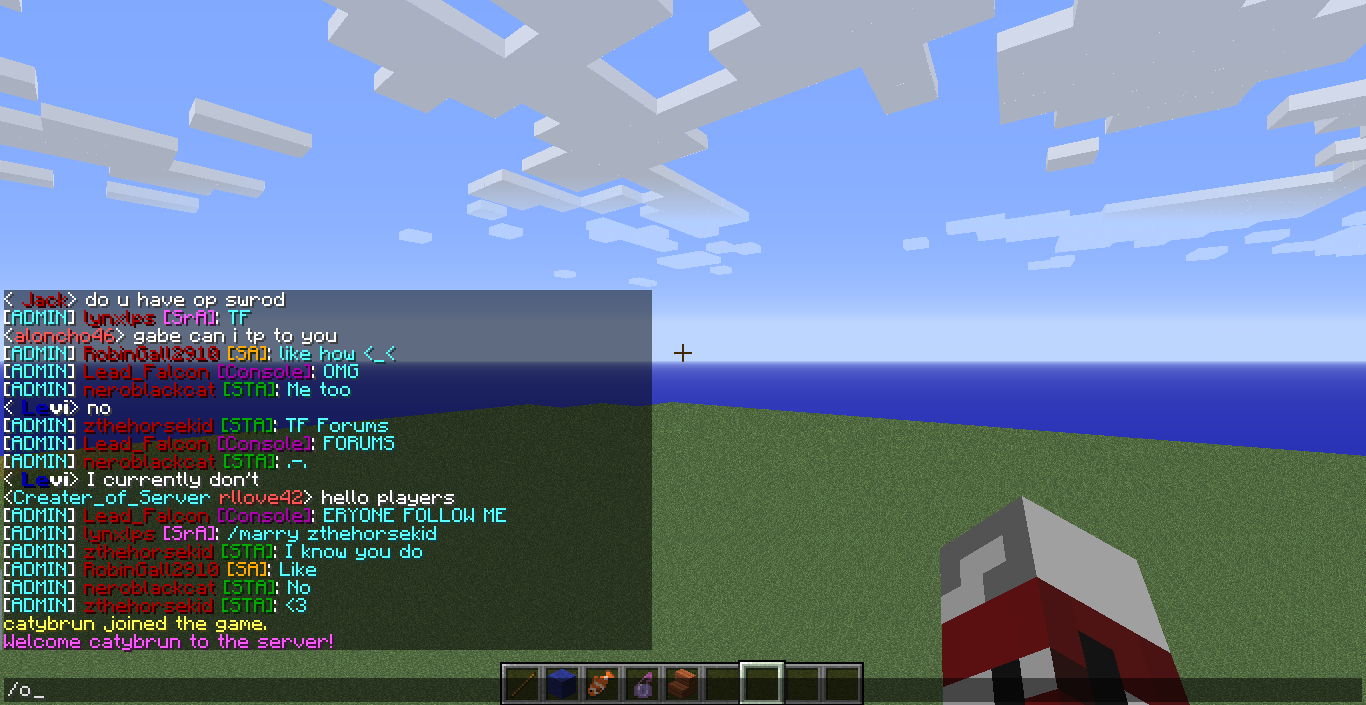 < Jack> do u have op swrod
[ADMIN] lynxlps [SrA]: TF
<aloncho46> gabe can i tp to you
[ADMIN] RobinGall2910 [SA]: like how <_<
[ADMIN] Lead_Falcon [Console]: OMG
[ADMIN] neroblackcat [STA]: Me too
< Levi> no
[ADMIN] zthehorsekid [STA]: TF Forums
[ADMIN] Lead_Falcon [Console]: FORUMS
[ADMIN] neroblackcat [STA]: .-.
< Levi> I currently don't
<Creater_of_Server rllove42> hello players
[ADMIN] Lead_Falcon [Console]: ERYONE FOLLOW ME
[ADMIN] lynxlps [SrA]: /marry zthehorsekid
[ADMIN] zthehorsekid [STA]: I know you do
[ADMIN] RobinGall2910 [SA]: Like
[ADMIN] neroblackcat [STA]: No
[ADMIN] zthehorsekid [STA]: <3
catybrun joined the game.
Welcome catybrun to the server!
/o_